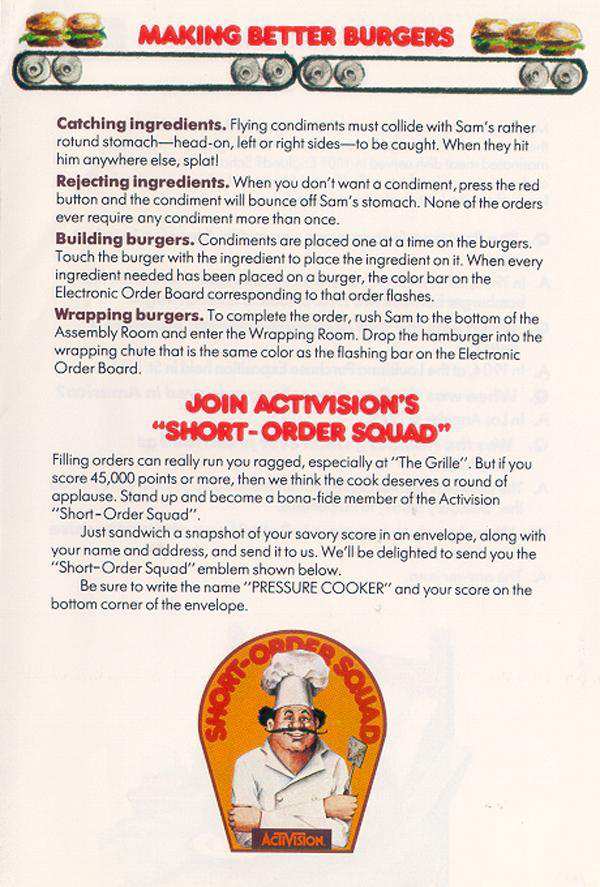 MAKING BETTER BURGERS
Catching ingredients. Flying condiments must collide with Sam's rather
rotund stomach—head-on, left or right sides—to be caught. When they hit
him anywhere else, splat!
Rejecting ingredients. When you don't want a condiment, press the red
button and the condiment will bounce off Sam's stomach. None of the orders
ever require any condiment more than once.
Building burgers. Condiments are placed one at a time on the burgers.
Touch the burger with the ingredient to place the ingredient on it. When every
ingredient needed has been placed on a burger, the color bar on the
Electronic Order Board corresponding to that order flashes.
Wrapping burgers. To complete the order, rush Sam to the bottom of the
Assembly Room and enter the Wrapping Room. Drop the hamburger into the
wrapping chute that is the same color as the flashing bar on the Electronic
Order Board.
JOIN ACTIVISION'S
"SHORT-ORDER SQUAD"
Filling orders can really run you ragged, especially at "The Grille". But if you
score 45,000 points or more, then we think the cook deserves a round of
applause. Stand up and become a bona-fide member of the Activision
"Short-Order Squad".
Just sandwich a snapshot of your savory score in an envelope, along with
your name and address, and send it to us. We'll be delighted to send you the
"Short-Order Squad" emblem shown below.
Be sure to write the name "PRESSURE COOKER" and your score on the
bottom corner of the envelope.
SHORT-ORDER SQUAD
ACTIVISION